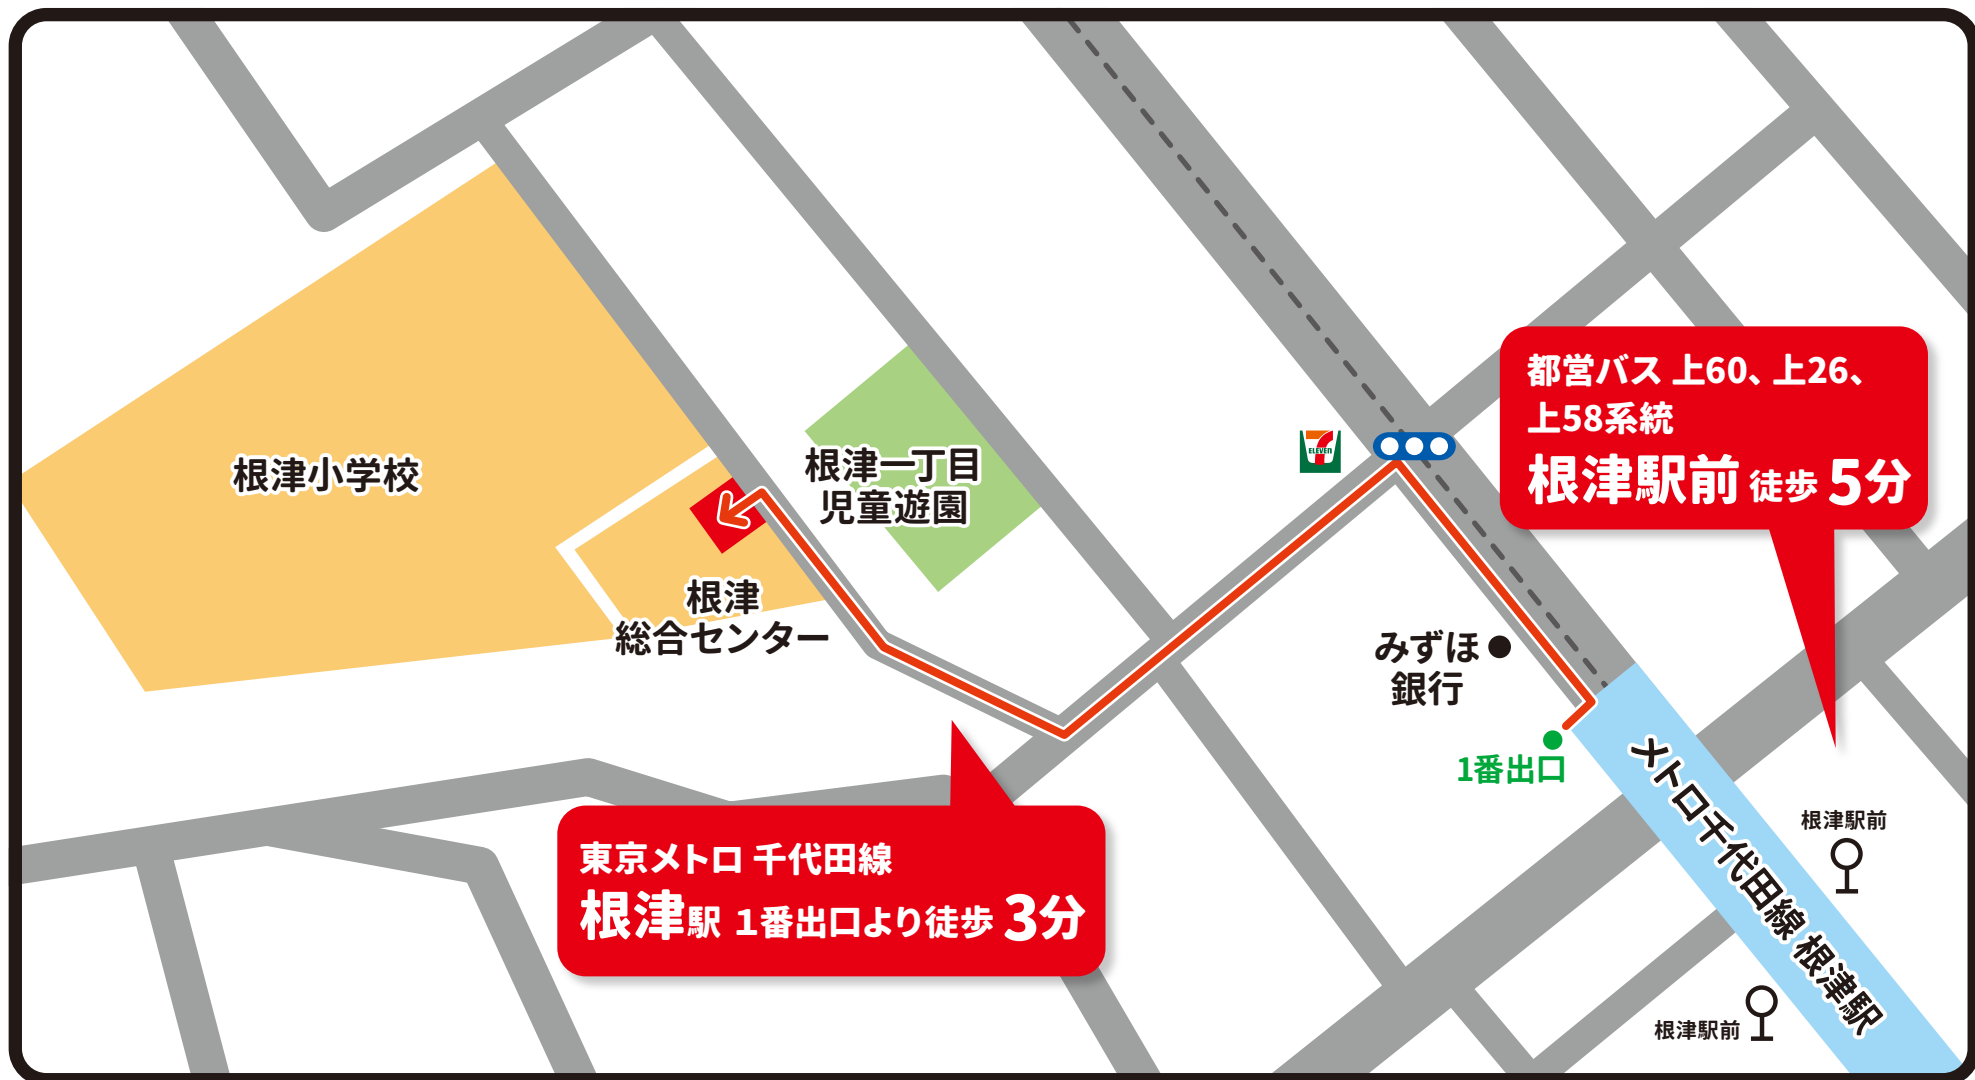 都営バス 上60、上26、
上58系統
根津駅前 徒歩 5分
根津小学校
根津一丁目
児童遊園
ELEVEN
根津
総合センター
みずほ
銀行
1番出口
メトロ千代田線 根津駅
東京メトロ 千代田線
根津駅 1番出口より徒歩 3分
根津駅前
根津駅前